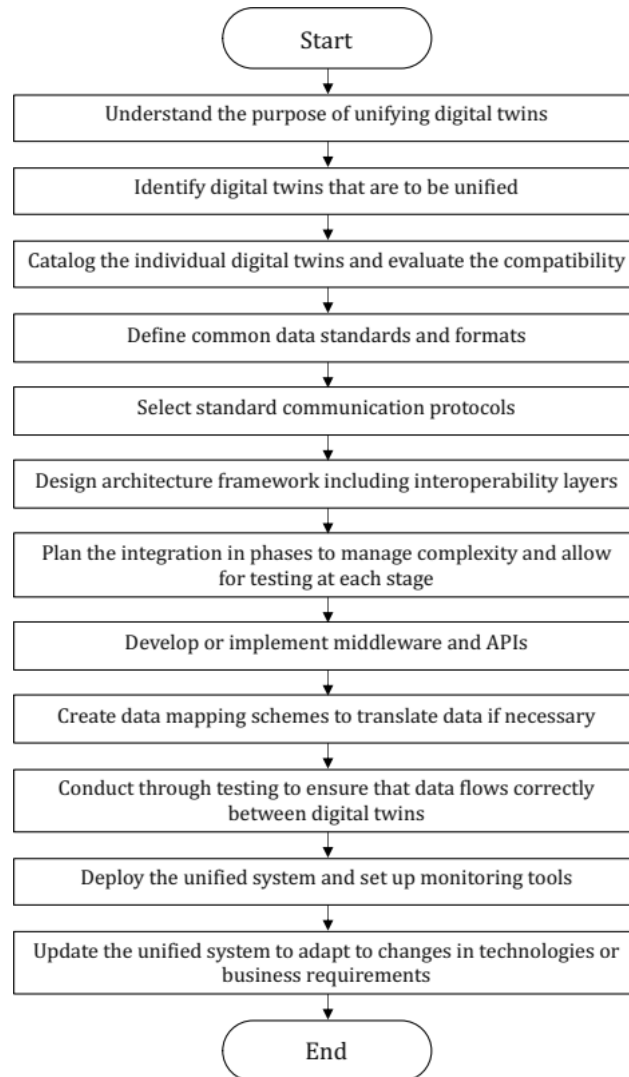 Start
Understand the purpose of unifying digital twins
Identify digital twins that are to be unified
Catalog the individual digital twins and evaluate the compatibility
Define common data standards and formats
Select standard communication protocols
Design architecture framework including interoperability layers
Plan the integration in phases to manage complexity and allow
for testing at each stage
Develop or implement middleware and APIs
Create data mapping schemes to translate data if necessary
Conduct through testing to ensure that data flows correctly
between digital twins
Deploy the unified system and set up monitoring tools
Update the unified system to adapt to changes in technologies or
business requirements
End